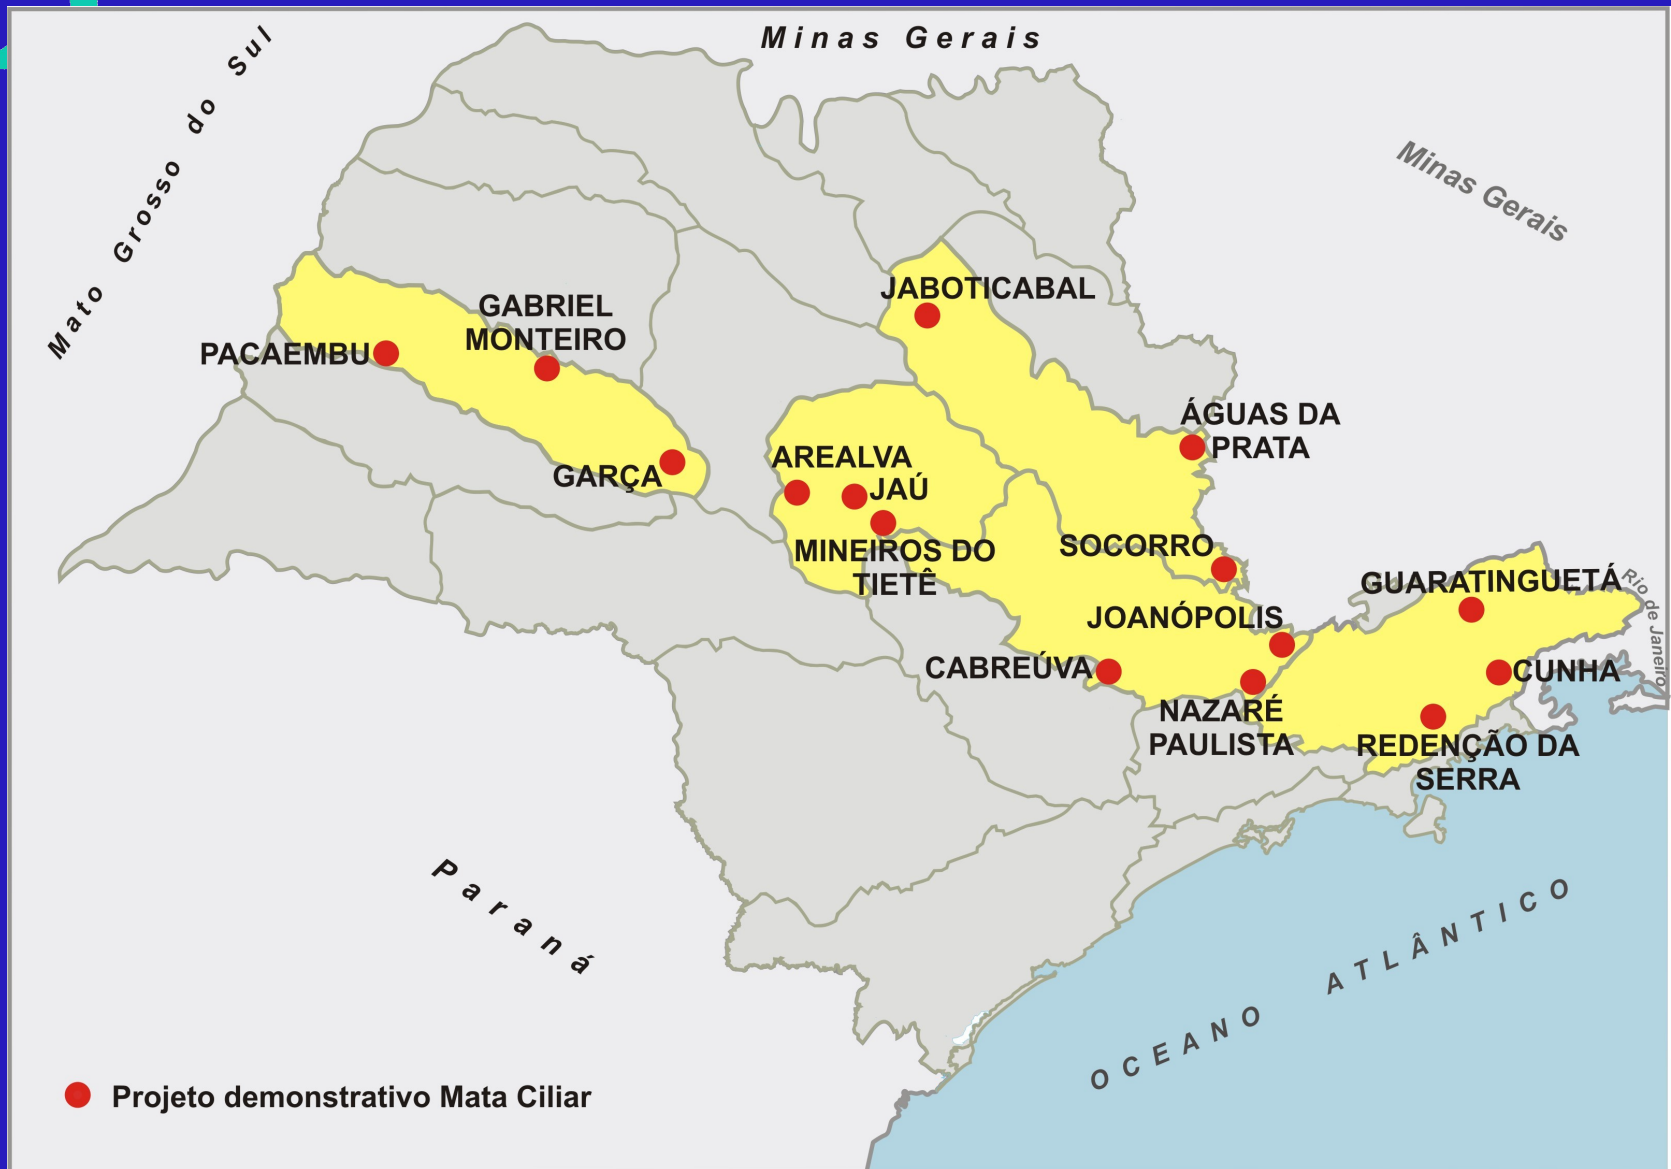 Minas Gerais
Mato Grosso do Sul
Minas Gerais
JABOTICABAL
GABRIEL
MONTEIRO
PACAEMBU
ÁGUAS DA
PRATA
AREALVA
GARÇA
JAÚ
MINEIROS DO
TIETÊ
SOCORRO
GUARATINGUETÁ
Rio de Janeiro
JOANÓPOLIS
CABREÚVA
CUNHA
NAZARÉ
PAULISTA
REDENÇÃO DA
SERRA
Paraná
OCEANO ATLÂNTICO
Projeto demonstrativo Mata Ciliar